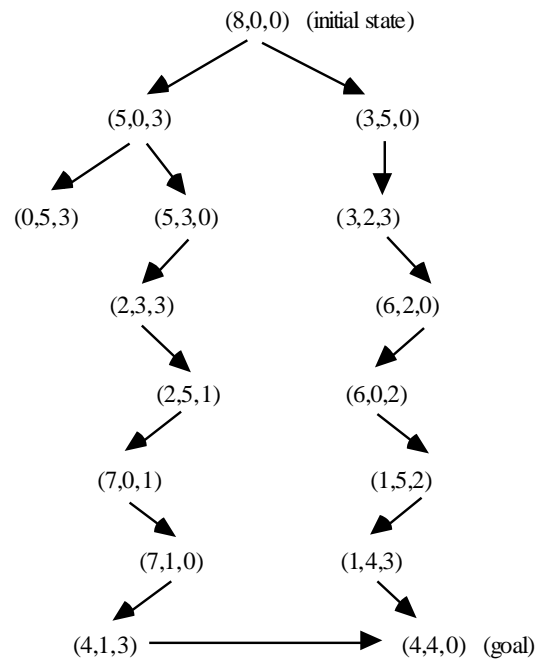 (8,0,0) (initial state)
(5,0,3) (3,5,0)
(0,5,3) (5,3,0) (3,2,3)
(2,3,3) (6,2,0)
(2,5,1) (6,0,2)
(7,0,1) (1,5,2)
(7,1,0) (1,4,3)
(4,1,3) (4,4,0) (goal)